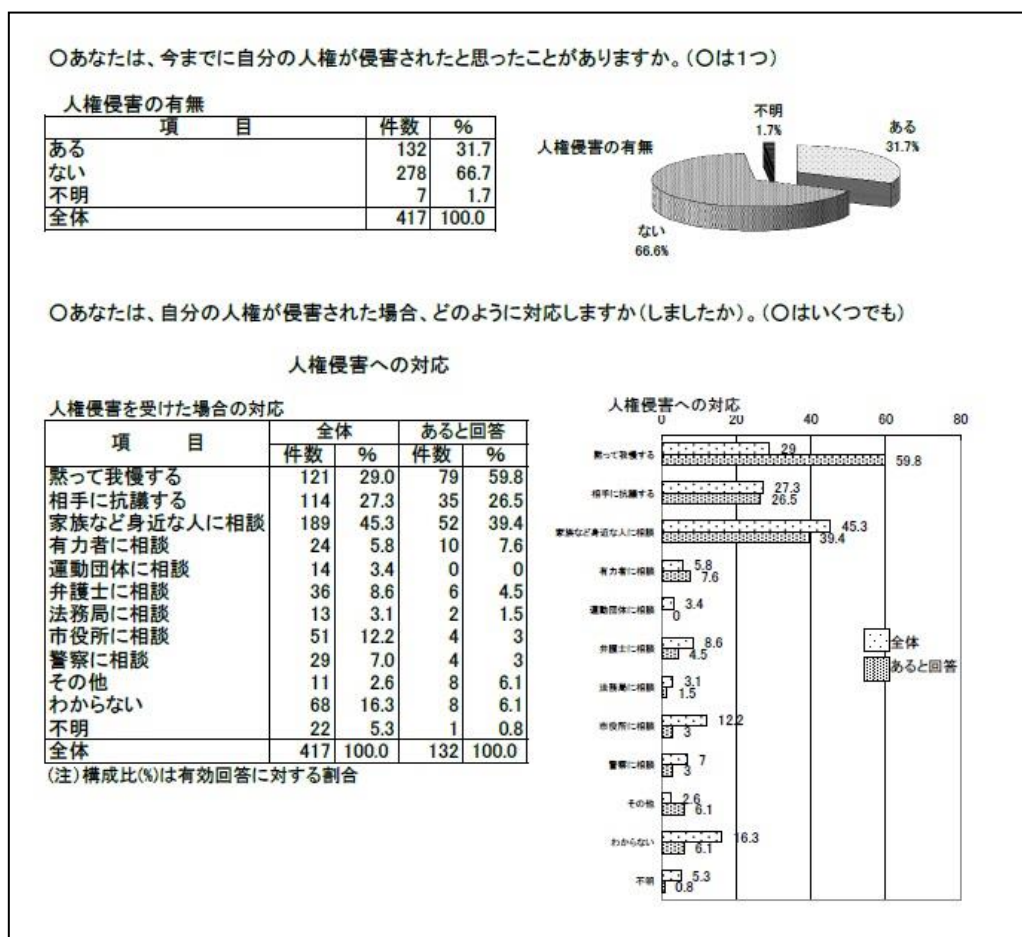 〇あなたは、今までに自分の人権が侵害されたと思ったことがありますか。(〇は1つ)
人権侵害の有無
項 目 件数 %
ある 132 31.7
ない 278 66.7
不明 7 1.7
全体 417 100.0
人権侵害の有無
不明
1.7%
ある
31.7%
ない
66.6%
〇あなたは、自分の人権が侵害された場合、どのように対応しますか(しましたか)。(〇はいくつでも)
人権侵害への対応
人権侵害を受けた場合の対応
項 目 全体 あると回答
件数 % 件数 %
黙って我慢する 121 29.0 79 59.8
相手に抗議する 114 27.3 35 26.5
家族など身近な人に相談 189 45.3 52 39.4
有力者に相談 24 5.8 10 7.6
運動団体に相談 14 3.4 0 0
弁護士に相談 36 8.6 6 4.5
法務局に相談 13 3.1 2 1.5
市役所に相談 51 12.2 4 3
警察に相談 29 7.0 4 3
その他 11 2.6 8 6.1
わからない 68 16.3 8 6.1
不明 22 5.3 1 0.8
全体 417 100.0 132 100.0
(注)構成比(%)は有効回答に対する割合
人権侵害への対応
0 20 40 60 80
黙って我慢する 29
59.8
相手に抗議する 27.3
26.5
家族など身近な人に相談 45.3
39.4
有力者に相談 5.8
7.6
運動団体に相談 3.4
0
弁護士に相談 8.6
4.5
法務局に相談 3.1
1.5
市役所に相談 12.2
3
警察に相談 7
3
その他 2.6
6.1
わからない 16.3
6.1
不明 5.3
0.8
全体
あると回答